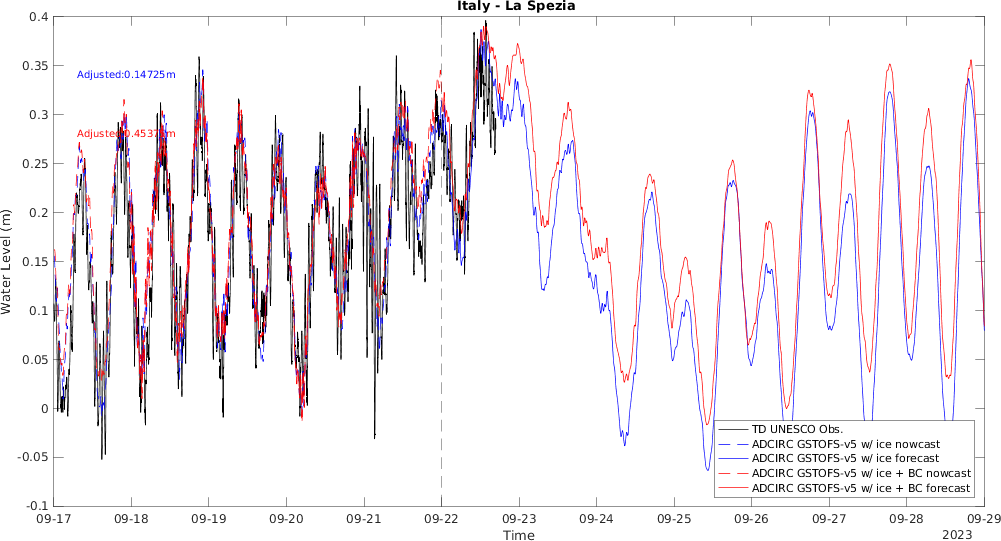 Italy - La Spezia
0.4
0.35
0.3
0.25
0.2
0.15
0.1
0.05
0
-0.05
-0.1
Water Level (m)
Adjusted:0.14725m
TD UNESCO Obs.
ADCIRC GSTOFS-v5 w/ ice nowcast
ADCIRC GSTOFS-v5 w/ ice forecast
ADCIRC GSTOFS-v5 w/ ice + BC nowcast
ADCIRC GSTOFS-v5 w/ ice + BC forecast
09-17 09-18 09-19 09-20 09-21 09-22 09-23 09-24 09-25 09-26 09-27 09-28 09-29
Time
2023